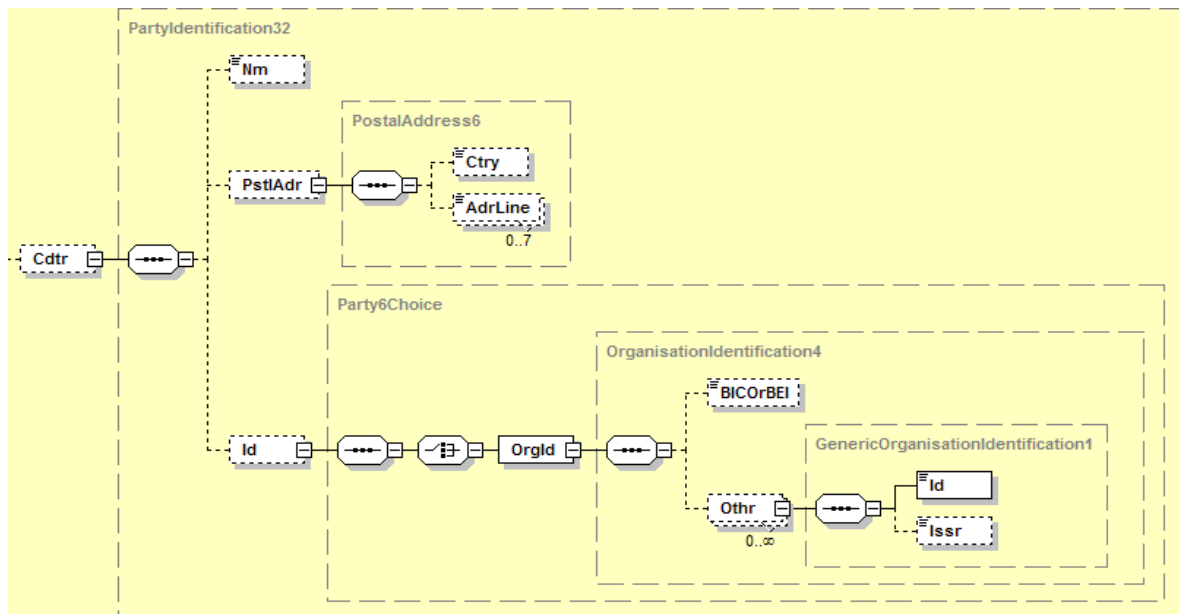 PartyIdentification32
Nm
PostalAddress6
Ctry
PstlAdr
AdrLine
0..7
Cdtr
Party6Choice
OrganisationIdentification4
BICOrBEI
GenericOrganisationIdentification1
Id
OrgId
Id
Othr
Issr
0..∞